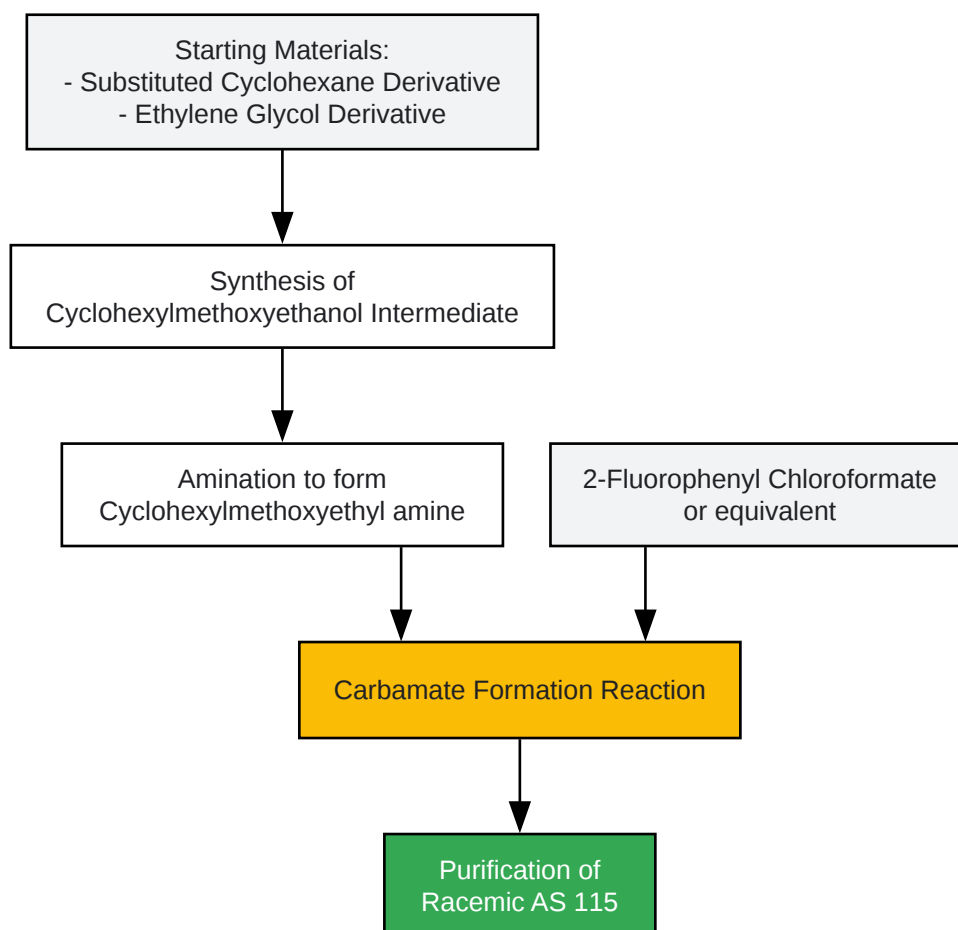 Starting Materials:
- Substituted Cyclohexane Derivative
- Ethylene Glycol Derivative
Synthesis of
Cyclohexylmethoxyethanol Intermediate
Amination to form
Cyclohexylmethoxyethyl amine
2-Fluorophenyl Chloroformate
or equivalent
Carbamate Formation Reaction
Purification of
Racemic AS 115